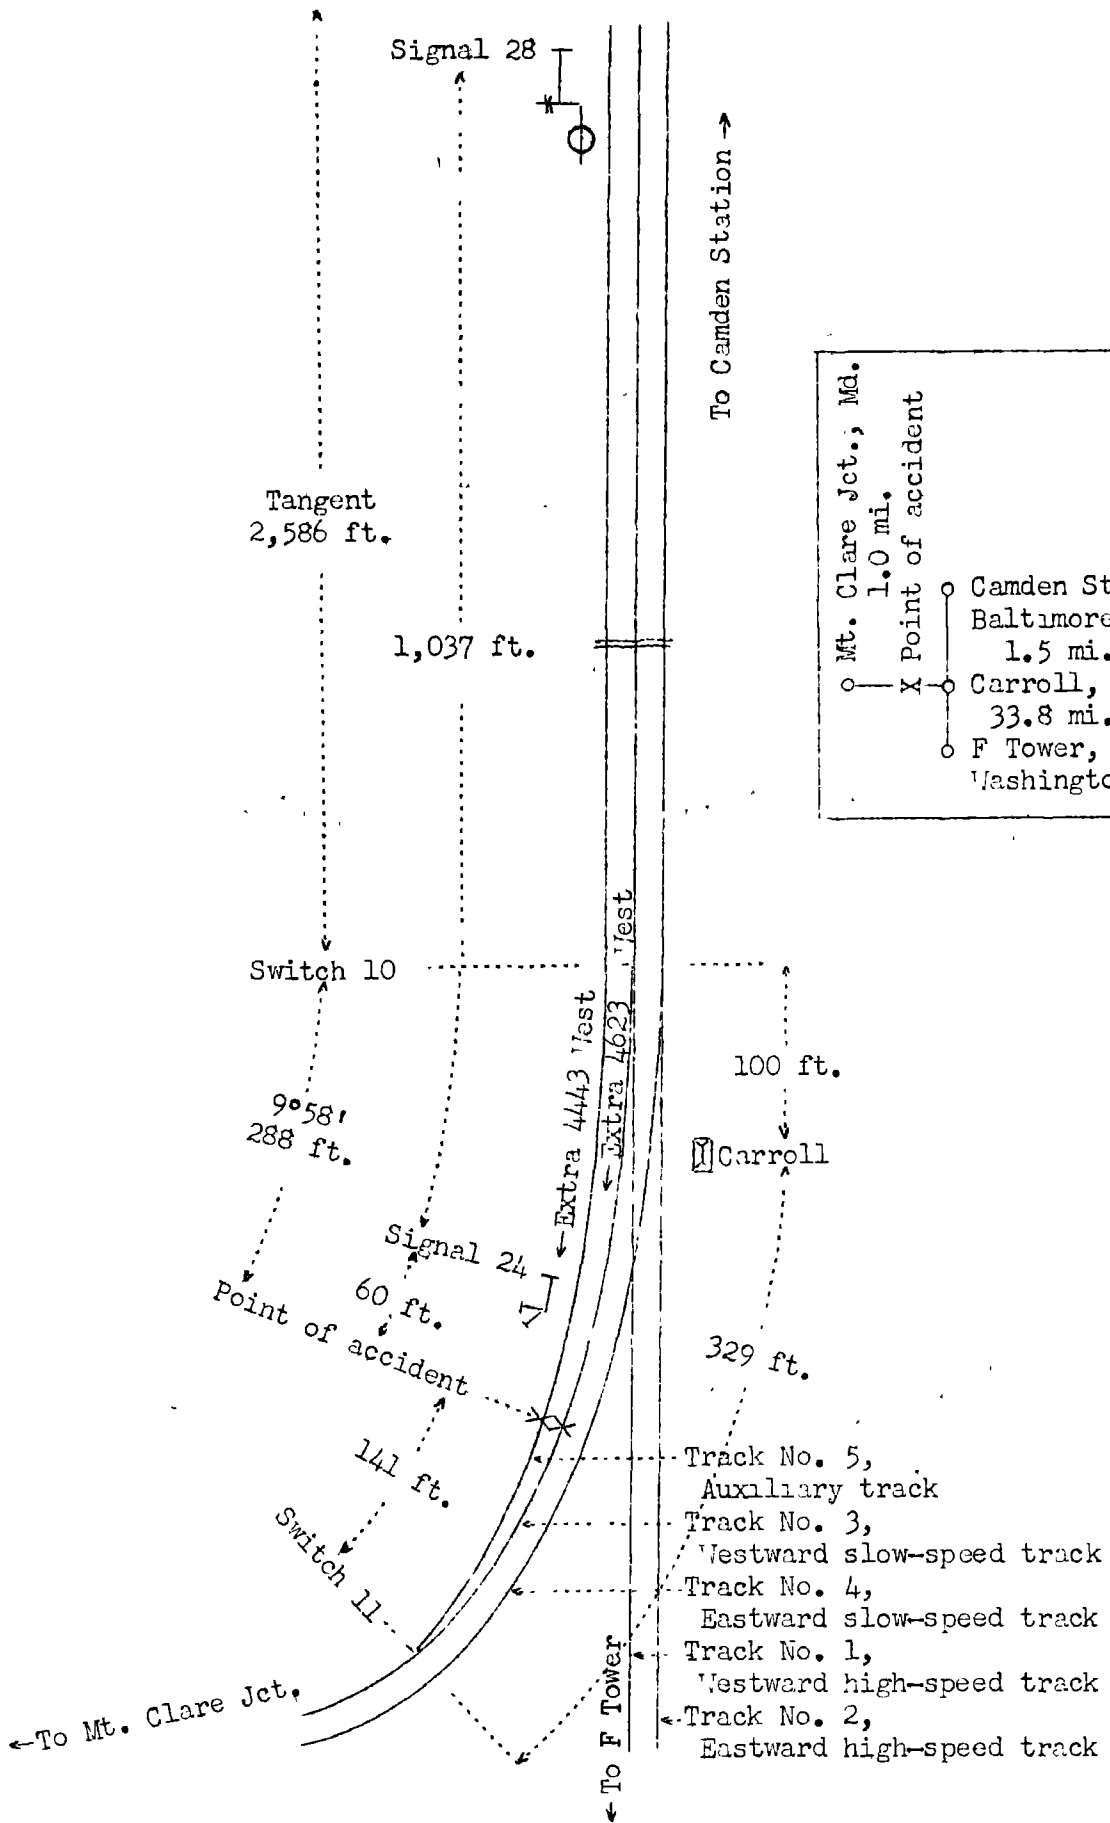 Signal 28
To Camden Station →
Tangent
2,586 ft.
1,037 ft.
Mt. Clare Jct., Md.
1.0 mi.
X Point of accident
Camden St
Baltimore
1.5 mi.
Carroll,
33.8 mi.
F Tower,
Washingto
Switch 10
←Extra 4443 West
←Extra 4623 West
100 ft.
9°58'
288 ft.
Carroll
Signal 24
60 ft.
Point of accident
329 ft.
141 ft.
Switch 11
Track No. 5,
Auxiliary track
Track No. 3,
Westward slow-speed track
Track No. 4,
Eastward slow-speed track
Track No. 1,
Westward high-speed track
Track No. 2,
Eastward high-speed track
←To Mt. Clare Jct.
←To F Tower